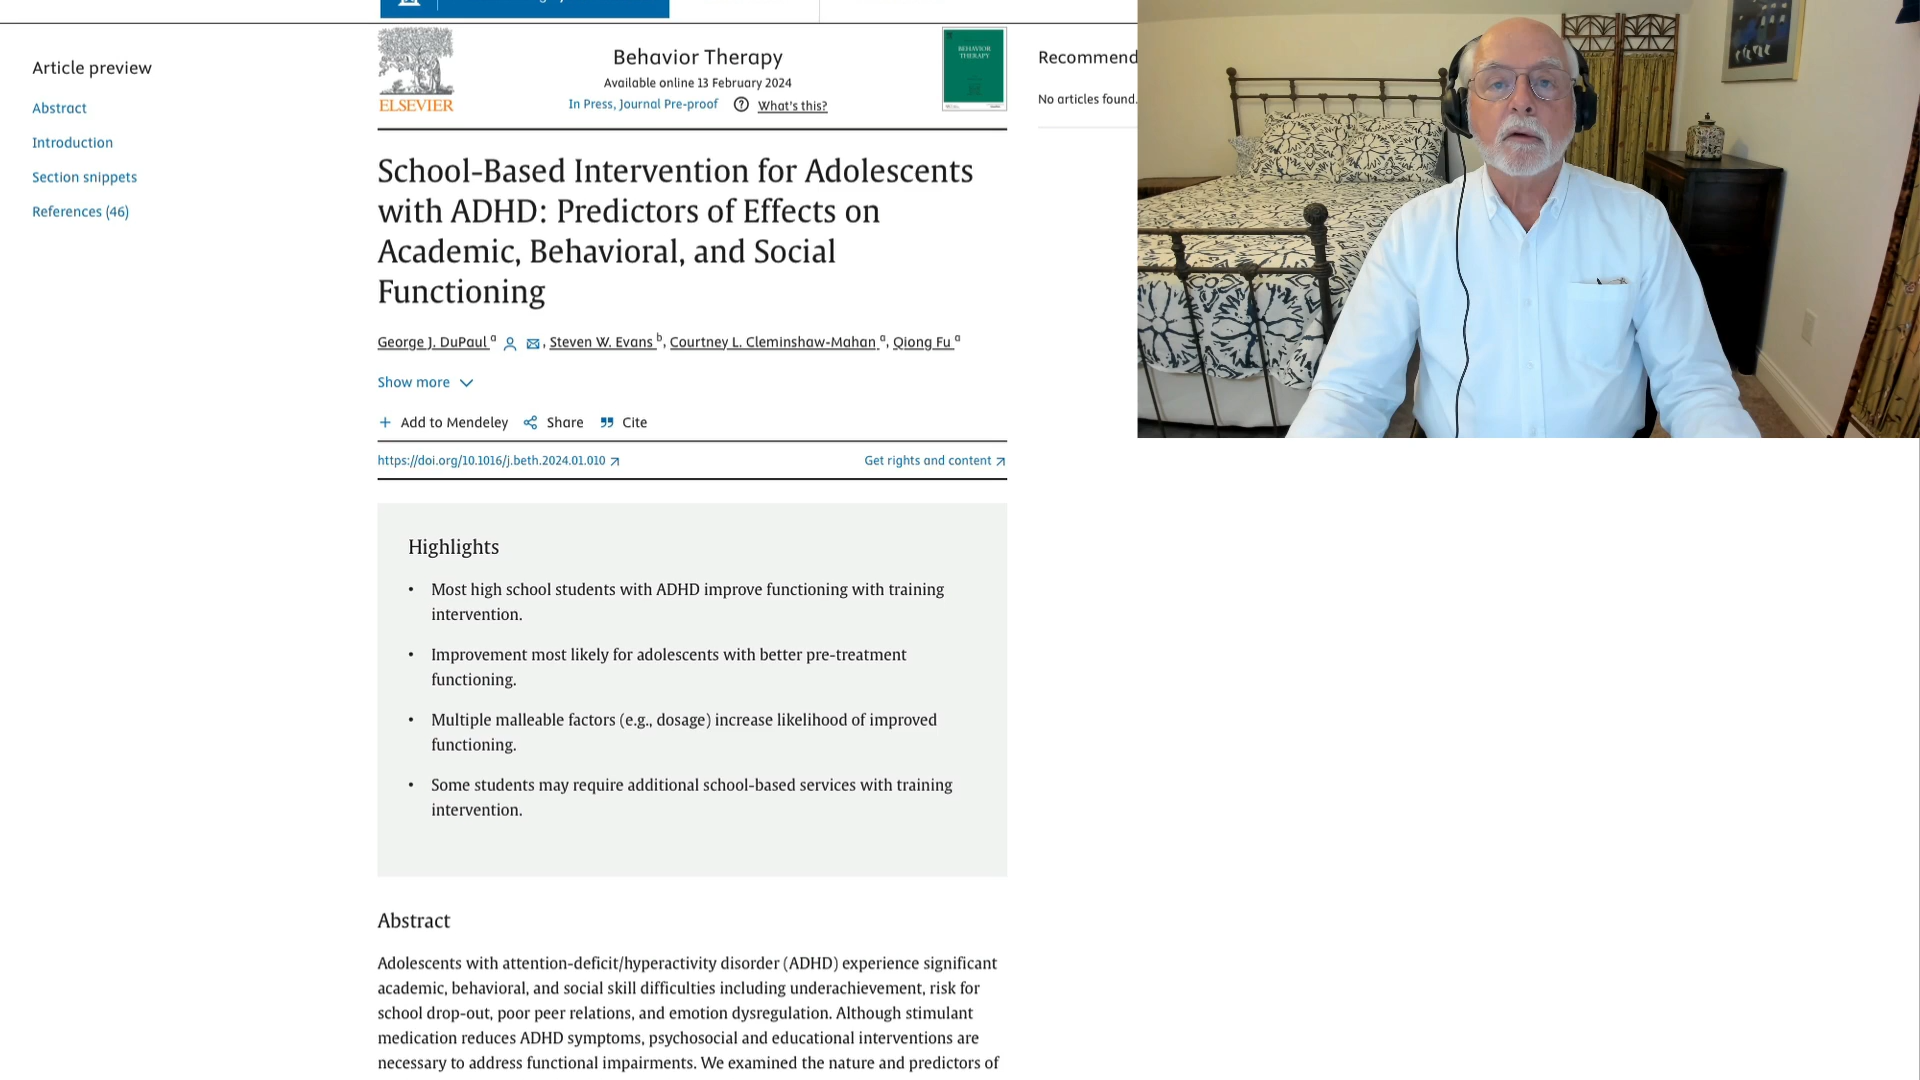 Article preview
Abstract
Introduction
Section snippets
References (46)
ELSEVIER
Behavior Therapy
Available online 13 February 2024
In Press, Journal Pre-proof What's this?
BEHAVIOR
THERAPY
Recommend
No articles found.
School-Based Intervention for Adolescents
with ADHD: Predictors of Effects on
Academic, Behavioral, and Social
Functioning
George J. DuPaul a, Steven W. Evans b, Courtney L. Cleminshaw-Mahan a, Qiong Fu a
Show more
Add to Mendeley Share Cite
https://doi.org/10.1016/j.beth.2024.01.010 Get rights and content
Highlights
• Most high school students with ADHD improve functioning with training
intervention.
• Improvement most likely for adolescents with better pre-treatment
functioning.
• Multiple malleable factors (e.g., dosage) increase likelihood of improved
functioning.
• Some students may require additional school-based services with training
intervention.
Abstract
Adolescents with attention-deficit/hyperactivity disorder (ADHD) experience significant
academic, behavioral, and social skill difficulties including underachievement, risk for
school drop-out, poor peer relations, and emotion dysregulation. Although stimulant
medication reduces ADHD symptoms, psychosocial and educational interventions are
necessary to address functional impairments. We examined the nature and predictors of